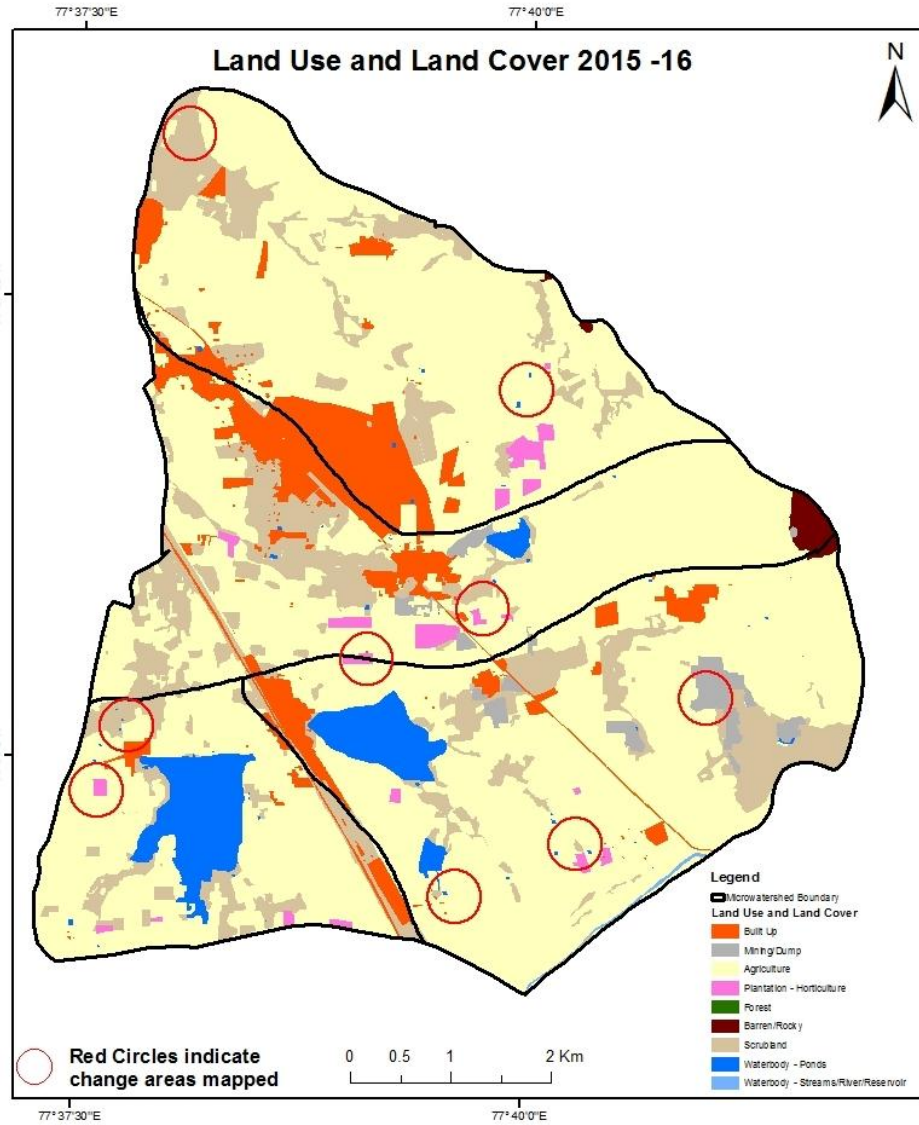 77°37'30"E
77°40'0"E
Land Use and Land Cover 2015 -16
N
Legend
Microwatershed Boundary
Land Use and Land Cover
Built Up
Mining/Dump
Agriculture
Plantation - Horticulture
Forest
Barren/Rocky
Scrubland
Waterbody - Ponds
Waterbody - Streams/River/Reservoir
Red Circles indicate
change areas mapped
0 0.5 1 2 Km
77°37'30"E
77°40'0"E